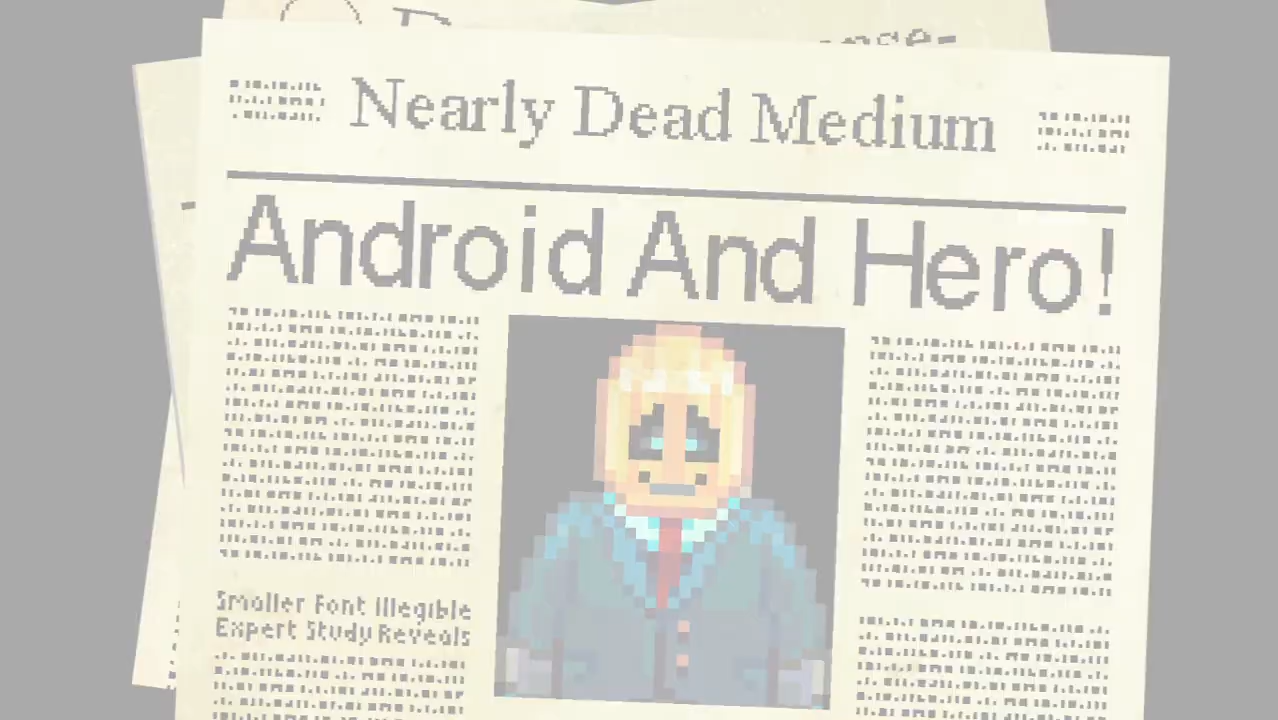 Nearly Dead Medium
Android And Hero!
Smaller Font Illegible
Expert Study Reveals